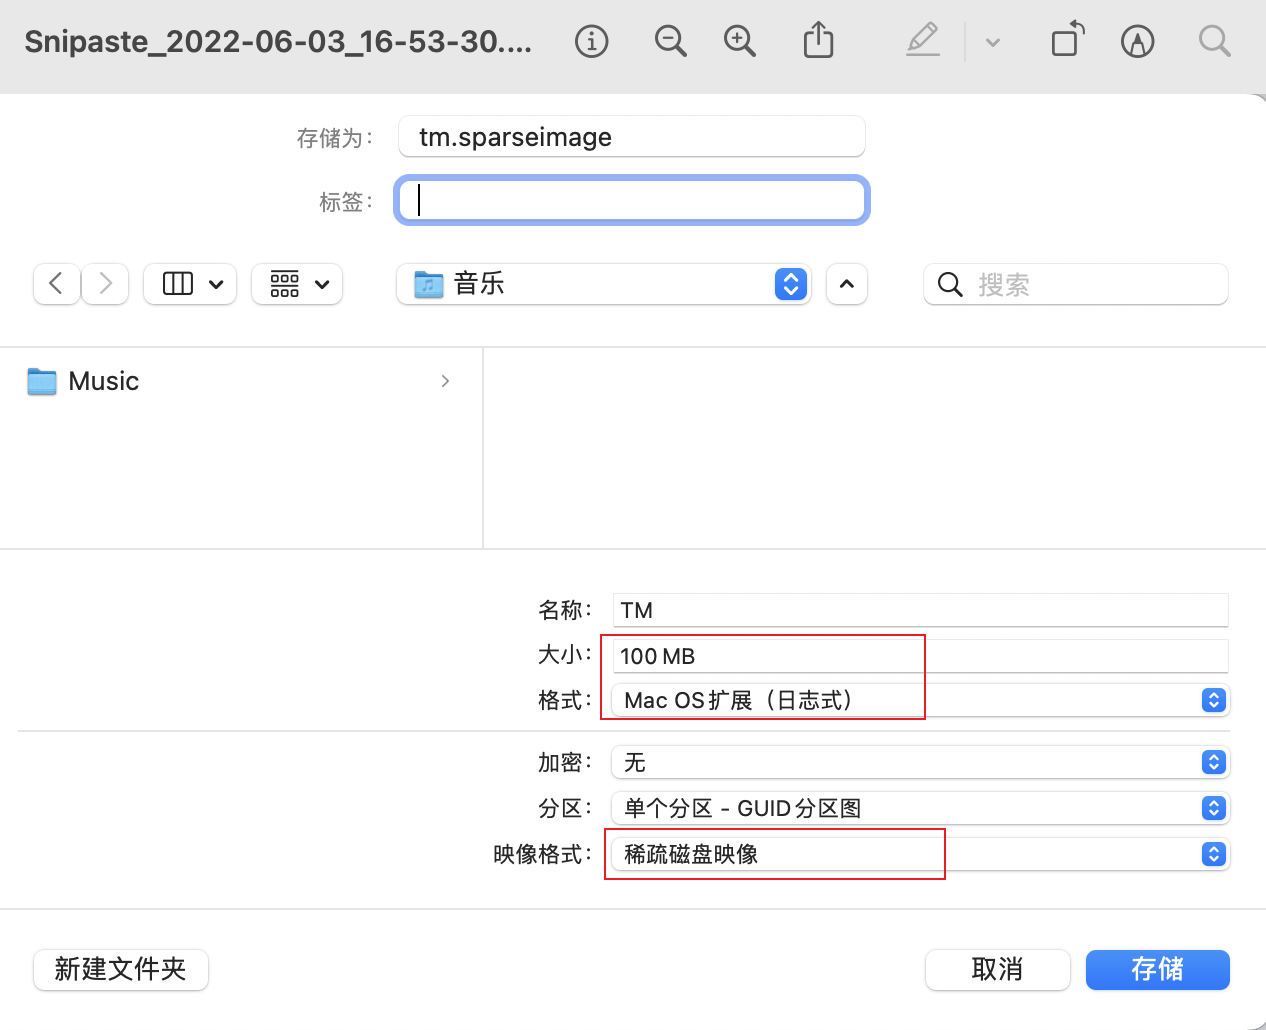 Snipaste_2022-06-03_16-53-30....
存储为：
tm.sparseimage
标签：
音乐
搜索
Music
名称：
TM
大小：
100 MB
格式：
Mac OS扩展（日志式）
加密：
无
分区：
单个分区 - GUID分区图
映像格式：
稀疏磁盘映像
新建文件夹
取消
存储